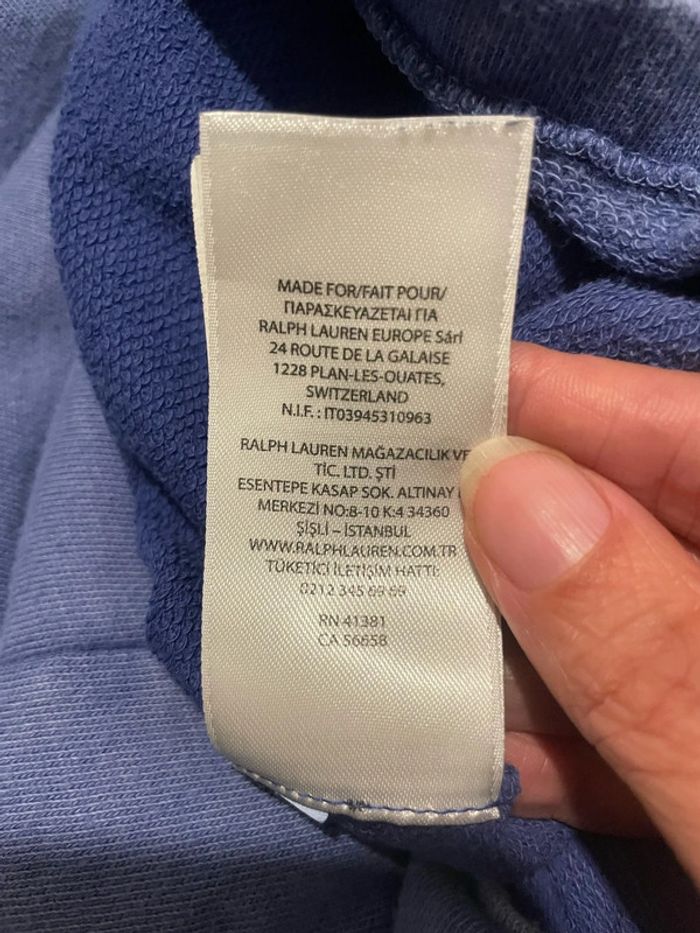 MADE FOR/FAIT POUR/
ΠΑΡΑΣΚΕΥΑΖΕΤΑΙ ΓΙΑ
RALPH LAUREN EUROPE Sárl
24 ROUTE DE LA GALAISE
1228 PLAN-LES-OUATES,
SWITZERLAND
N.I.F. : IT03945310963
RALPH LAUREN MAĞAZACILIK VE
TİC. LTD. ŞTİ
ESENTEPE KASAP SOK. ALTINAY
MERKEZİ NO:8-10 K:4 34360
ŞİŞLİ – İSTANBUL
WWW.RALPHLAUREN.COM.TR
TÜKETİCİ İLETİŞİM HATTI:
0212 345 69 69
RN 41381
CA 56658